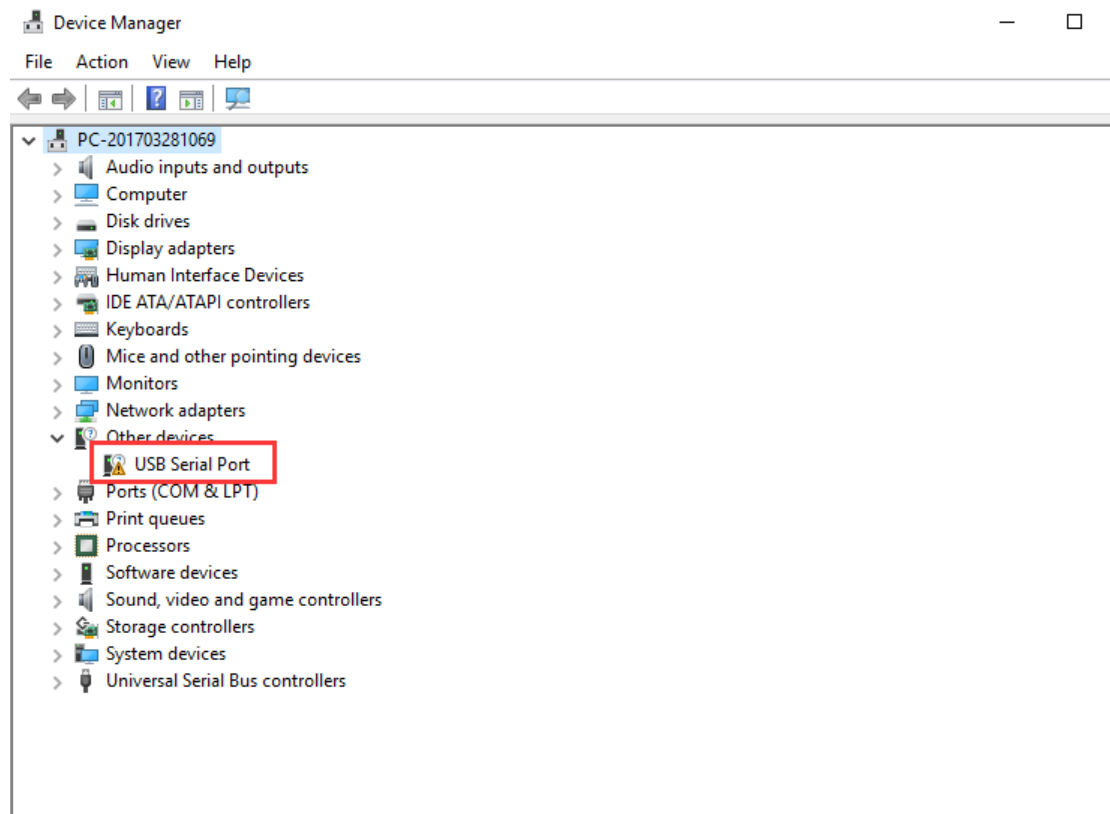 Device Manager
File Action View Help
PC-201703281069
Audio inputs and outputs
Computer
Disk drives
Display adapters
Human Interface Devices
IDE ATA/ATAPI controllers
Keyboards
Mice and other pointing devices
Monitors
Network adapters
Other devices
USB Serial Port
Ports (COM & LPT)
Print queues
Processors
Software devices
Sound, video and game controllers
Storage controllers
System devices
Universal Serial Bus controllers